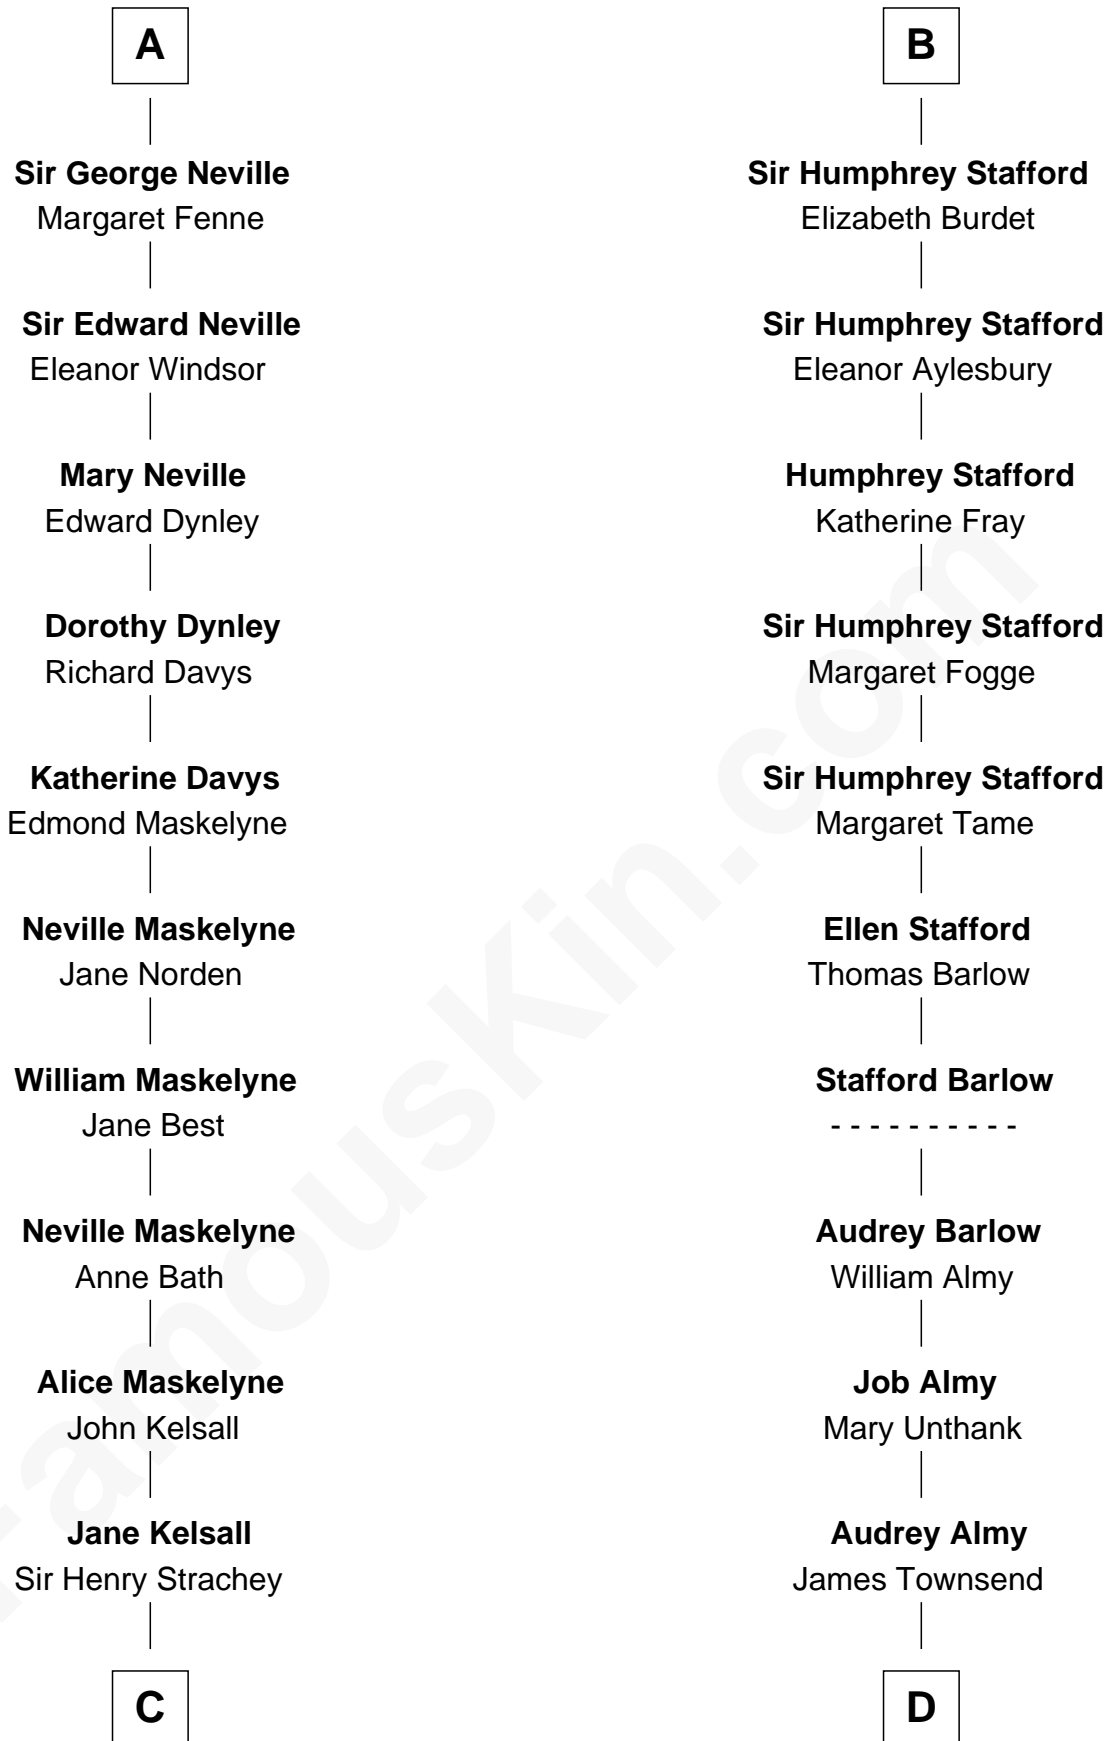 A
Sir George Neville
Margaret Fenne
Sir Edward Neville
Eleanor Windsor
Mary Neville
Edward Dynley
Dorothy Dynley
Richard Davys
Katherine Davys
Edmond Maskelyne
Neville Maskelyne
Jane Norden
William Maskelyne
Jane Best
Neville Maskelyne
Anne Bath
Alice Maskelyne
John Kelsall
Jane Kelsall
Sir Henry Strachey
C
B
Sir Humphrey Stafford
Elizabeth Burdet
Sir Humphrey Stafford
Eleanor Aylesbury
Humphrey Stafford
Katherine Fray
Sir Humphrey Stafford
Margaret Fogge
Sir Humphrey Stafford
Margaret Tame
Ellen Stafford
Thomas Barlow
Stafford Barlow
- - - - - - - - - -
Audrey Barlow
William Almy
Job Almy
Mary Unthank
Audrey Almy
James Townsend
D
FamousKin.com